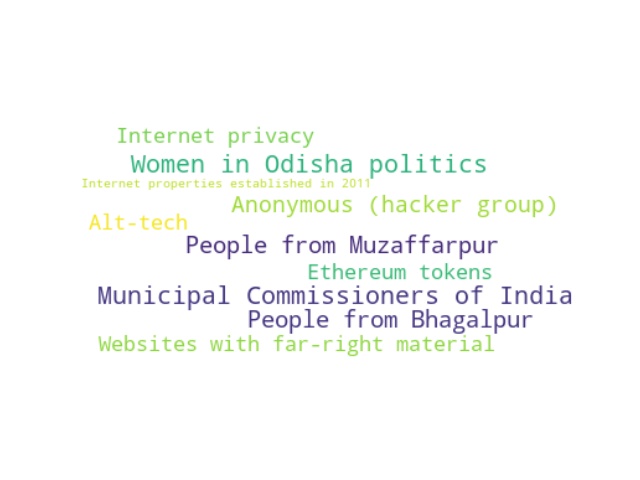 Internet privacy
Women in Odisha politics
Internet properties established in 2011
Anonymous (hacker group)
Alt-tech
People from Muzaffarpur
Ethereum tokens
Municipal Commissioners of India
People from Bhagalpur
Websites with far-right material